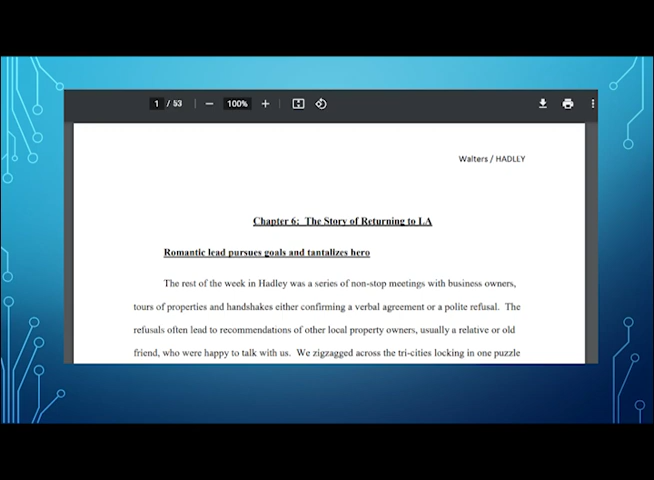 1 / 53 — 100% +
Walters / HADLEY
Chapter 6:  The Story of Returning to LA
Romantic lead pursues goals and tantalizes hero
The rest of the week in Hadley was a series of non-stop meetings with business owners,
tours of properties and handshakes either confirming a verbal agreement or a polite refusal.  The
refusals often lead to recommendations of other local property owners, usually a relative or old
friend, who were happy to talk with us.  We zigzagged across the tri-cities locking in one puzzle